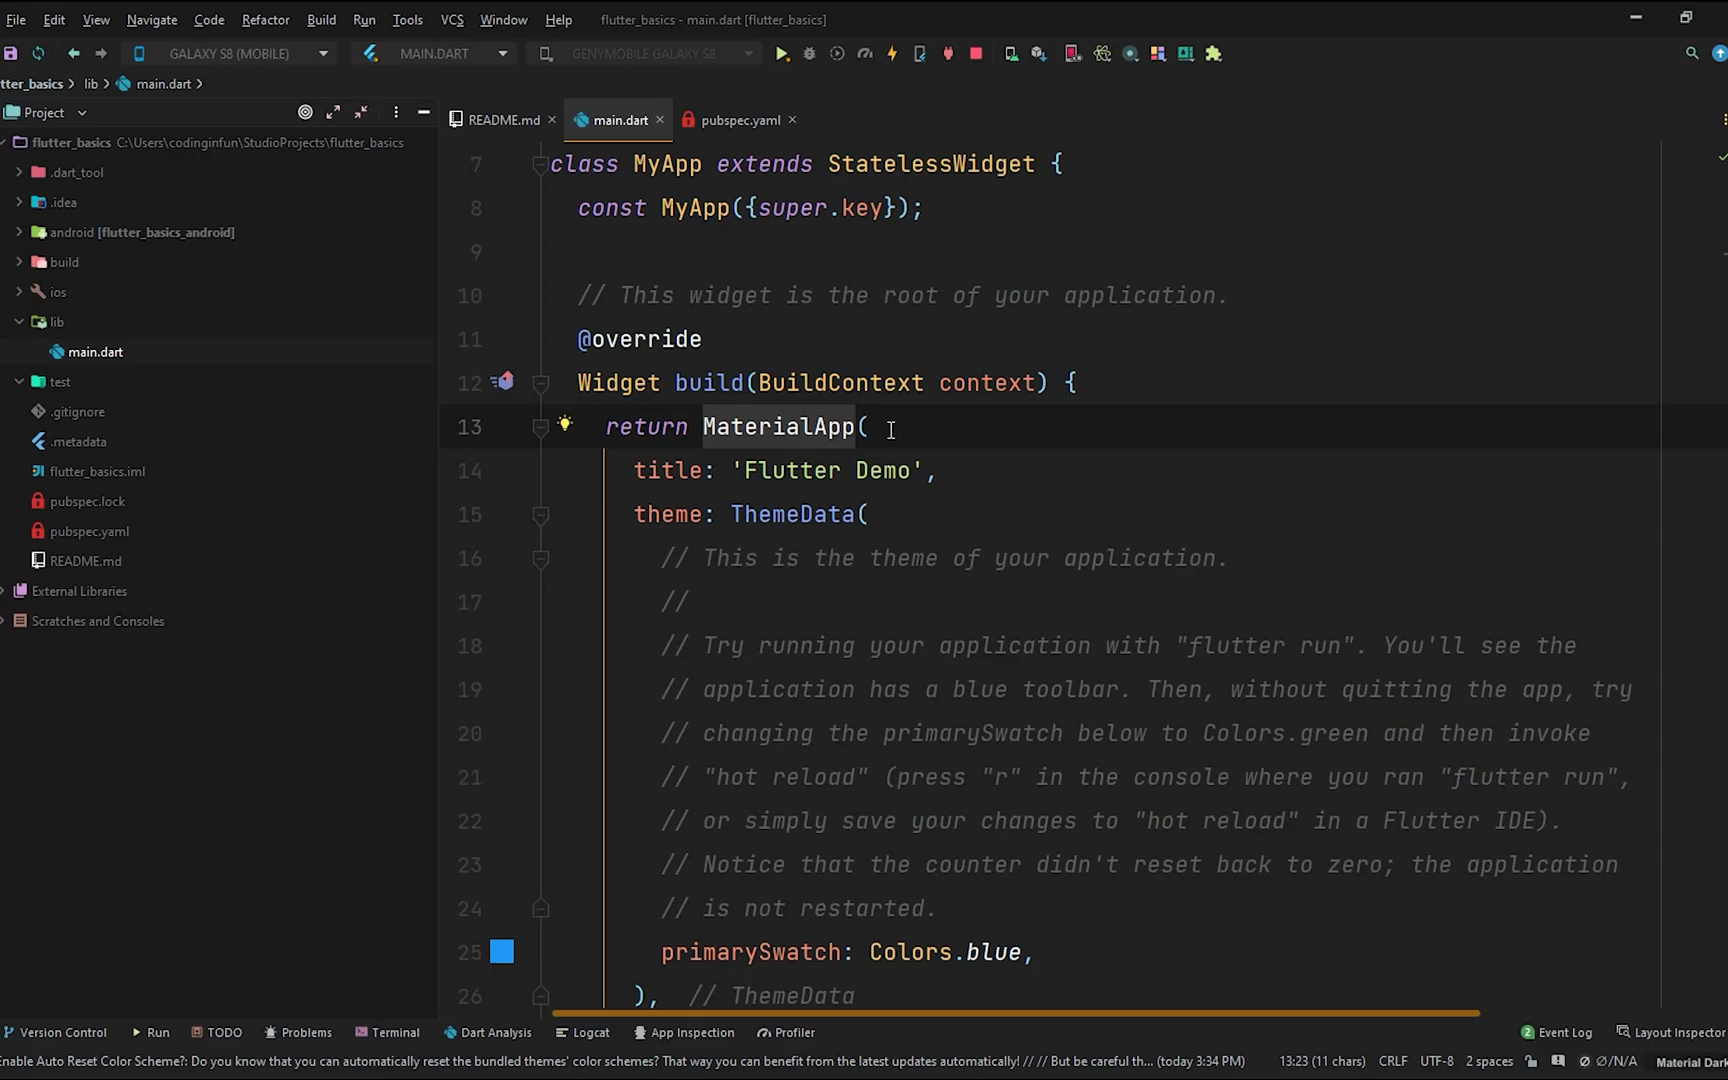 File Edit View Navigate Code Refactor Build Run Tools VCS Window Help flutter_basics - main.dart [flutter_basics]
GALAXY S8 (MOBILE) MAIN.DART GENYMOBILE GALAXY S8
tter_basics lib main.dart
Project
README.md main.dart pubspec.yaml
flutter_basics C:\Users\codinginfun\StudioProjects\flutter_basics
.dart_tool
.idea
android [flutter_basics_android]
build
ios
lib
main.dart
test
.gitignore
.metadata
flutter_basics.iml
pubspec.lock
pubspec.yaml
README.md
External Libraries
Scratches and Consoles
7 class MyApp extends StatelessWidget {
8 const MyApp({super.key});
9
10 // This widget is the root of your application.
11 @override
12 Widget build(BuildContext context) {
13 return MaterialApp(
14 title: 'Flutter Demo',
15 theme: ThemeData(
16 // This is the theme of your application.
17 //
18 // Try running your application with "flutter run". You'll see the
19 // application has a blue toolbar. Then, without quitting the app, try
20 // changing the primarySwatch below to Colors.green and then invoke
21 // "hot reload" (press "r" in the console where you ran "flutter run",
22 // or simply save your changes to "hot reload" in a Flutter IDE).
23 // Notice that the counter didn't reset back to zero; the application
24 // is not restarted.
25 primarySwatch: Colors.blue,
26 ), // ThemeData
Version Control Run TODO Problems Terminal Dart Analysis Logcat App Inspection Profiler 2 Event Log Layout Inspector
Enable Auto Reset Color Scheme?: Do you know that you can automatically reset the bundled themes' color schemes? That way you can benefit from the latest updates automatically! // // But be careful th... (today 3:34 PM) 13:23 (11 chars) CRLF UTF-8 2 spaces Ø/N/A Material Dark